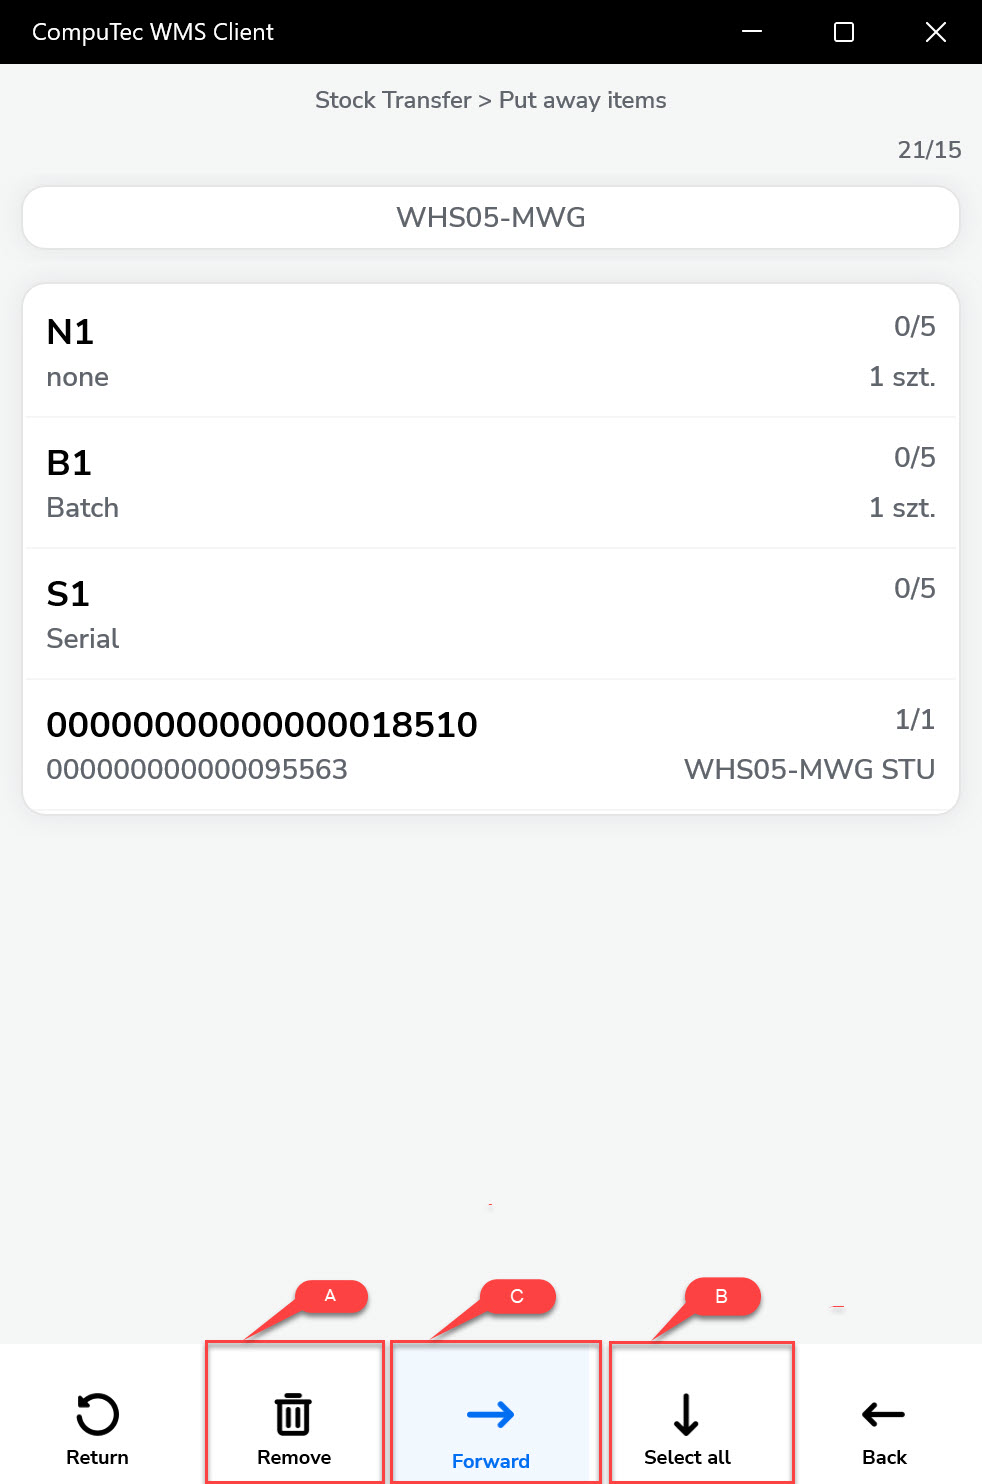 CompuTec WMS Client
Stock Transfer > Put away items
21/15
WHS05-MWG
N1 0/5
none 1 szt.
B1 0/5
Batch 1 szt.
S1 0/5
Serial
00000000000000018510 1/1
000000000000095563 WHS05-MWG STU
A C B
Return Remove Forward Select all Back